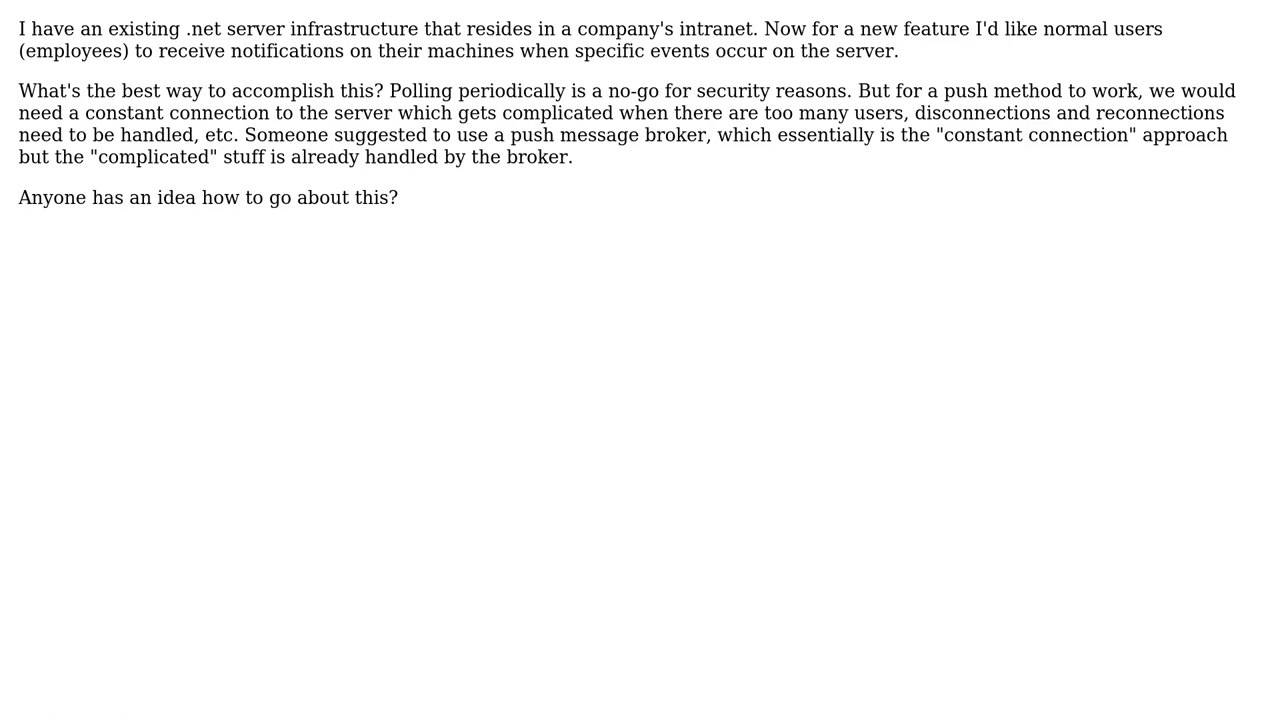 I have an existing .net server infrastructure that resides in a company's intranet. Now for a new feature I'd like normal users
(employees) to receive notifications on their machines when specific events occur on the server.
What's the best way to accomplish this? Polling periodically is a no-go for security reasons. But for a push method to work, we would
need a constant connection to the server which gets complicated when there are too many users, disconnections and reconnections
need to be handled, etc. Someone suggested to use a push message broker, which essentially is the "constant connection" approach
but the "complicated" stuff is already handled by the broker.
Anyone has an idea how to go about this?